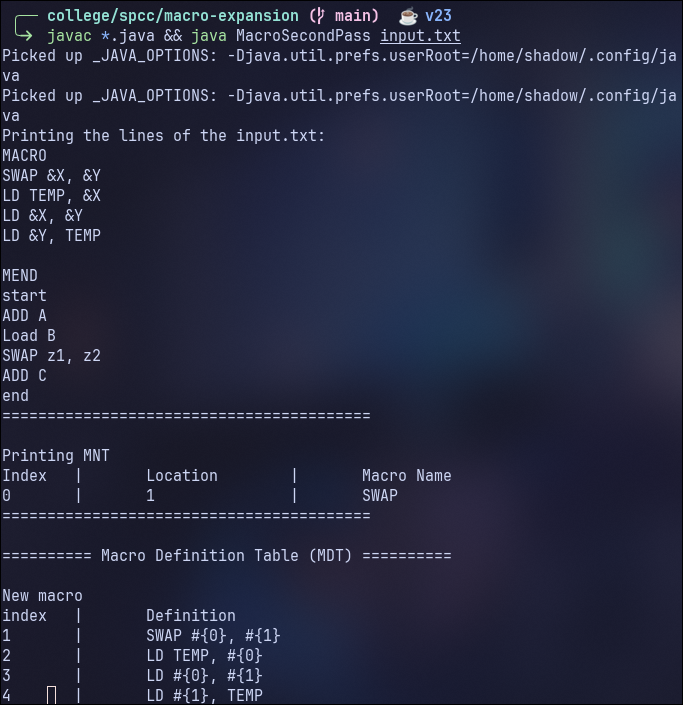 college/spcc/macro-expansion ( main) ☕ v23
javac *.java && java MacroSecondPass input.txt
Picked up _JAVA_OPTIONS: -Djava.util.prefs.userRoot=/home/shadow/.config/ja
va
Picked up _JAVA_OPTIONS: -Djava.util.prefs.userRoot=/home/shadow/.config/ja
va
Printing the lines of the input.txt:
MACRO
SWAP &X, &Y
LD TEMP, &X
LD &X, &Y
LD &Y, TEMP
MEND
start
ADD A
Load B
SWAP z1, z2
ADD C
end
=========================================
Printing MNT
Index | Location | Macro Name
0 | 1 | SWAP
=========================================
========== Macro Definition Table (MDT) ==========
New macro
index | Definition
1 | SWAP #{0}, #{1}
2 | LD TEMP, #{0}
3 | LD #{0}, #{1}
4 | LD #{1}, TEMP